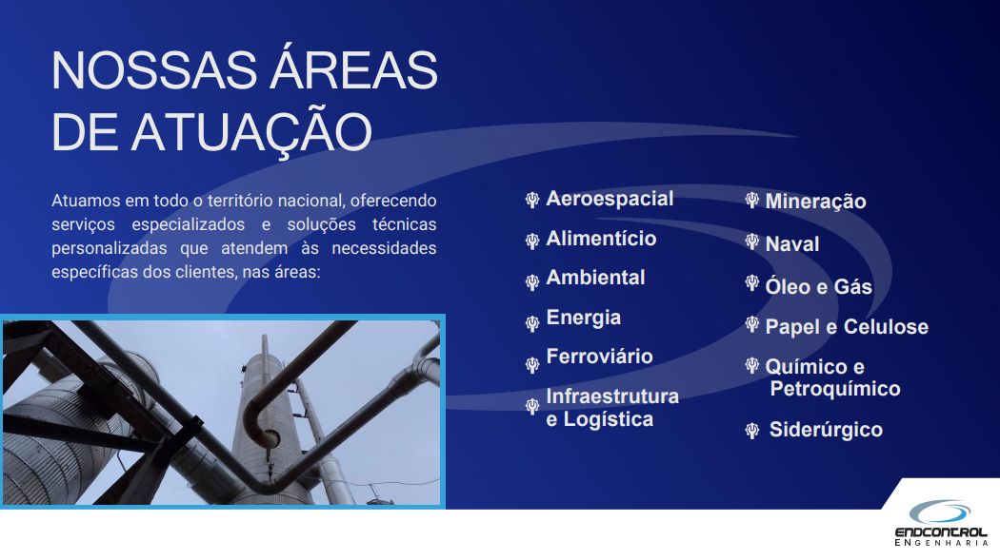 NOSSAS ÁREAS
DE ATUAÇÃO
Atuamos em todo o território nacional, oferecendo
serviços especializados e soluções técnicas
personalizadas que atendem às necessidades
específicas dos clientes, nas áreas:
Aeroespacial
Alimentício
Ambiental
Energia
Ferroviário
Infraestrutura
e Logística
Mineração
Naval
Óleo e Gás
Papel e Celulose
Químico e
Petroquímico
Siderúrgico
ENDCONTROL
ENGENHARIA